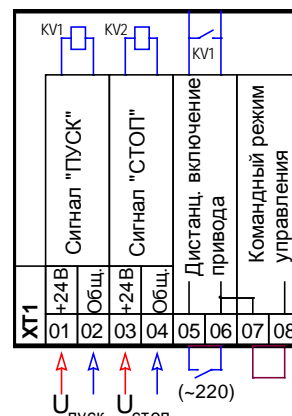 KV1 KV2
KV1
Сигнал "ПУСК"
Сигнал "СТОП"
Дистанц. включение
привода
Командный режим
управления
XT1
+24В Общ. +24В Общ.
01 02 03 04 05 06 07 08
(~220)
Uпуск Uстоп